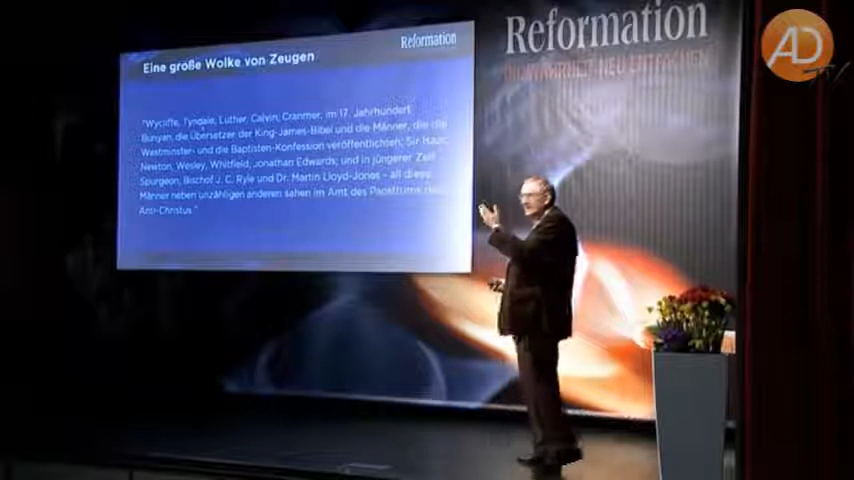 Reformation
Eine große Wolke von Zeugen
"Wycliffe, Tyndale, Luther, Calvin, Cranmer; im 17. Jahrhundert
Bunyan, die Übersetzer der King-James-Bibel und die Männer, die die
Westminster- und die Baptisten-Konfession veröffentlichten; Sir Isaac
Newton, Wesley, Whitfield, Jonathan Edwards; und in jüngerer Zeit
Spurgeon, Bischof J. C. Ryle und Dr. Martin Lloyd-Jones – all diese
Männer neben unzähligen anderen sahen im Amt des Papsttums den
Anti-Christus."
Reformation
NEU ENTFACHEN
AD
TV